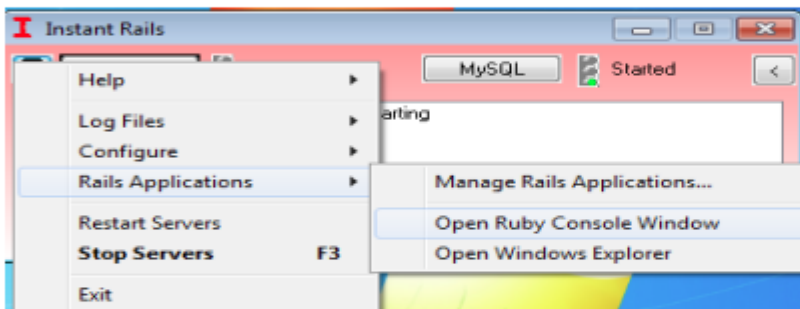 I Instant Rails
MySQL Started <
Help
arting
Log Files
Configure
Rails Applications
Manage Rails Applications...
Restart Servers
Open Ruby Console Window
Stop Servers F3
Open Windows Explorer
Exit